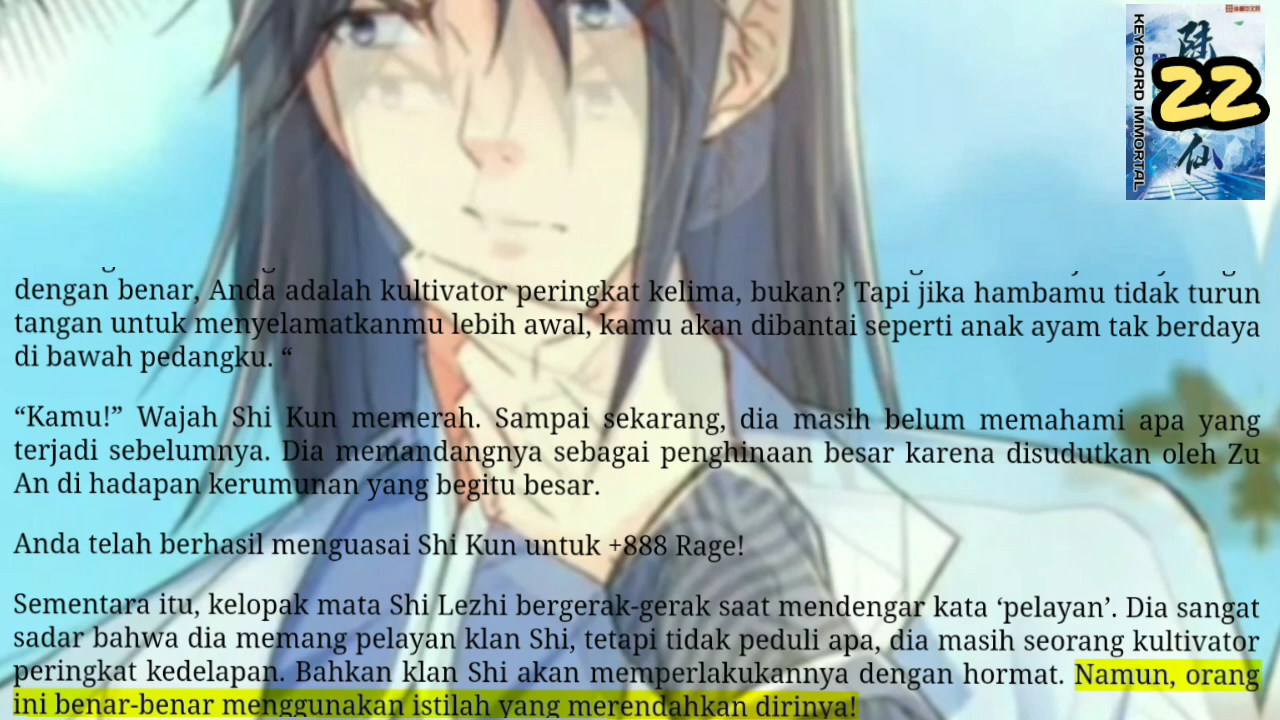 KEYBOARD IMMORTAL
陆
仙
22
dengan benar, Anda adalah kultivator peringkat kelima, bukan? Tapi jika hambamu tidak turun
tangan untuk menyelamatkanmu lebih awal, kamu akan dibantai seperti anak ayam tak berdaya
di bawah pedangku. “
“Kamu!” Wajah Shi Kun memerah. Sampai sekarang, dia masih belum memahami apa yang
terjadi sebelumnya. Dia memandangnya sebagai penghinaan besar karena disudutkan oleh Zu
An di hadapan kerumunan yang begitu besar.
Anda telah berhasil menguasai Shi Kun untuk +888 Rage!
Sementara itu, kelopak mata Shi Lezhi bergerak-gerak saat mendengar kata ‘pelayan’. Dia sangat
sadar bahwa dia memang pelayan klan Shi, tetapi tidak peduli apa, dia masih seorang kultivator
peringkat kedelapan. Bahkan klan Shi akan memperlakukannya dengan hormat. Namun, orang
ini benar-benar menggunakan istilah yang merendahkan dirinya!